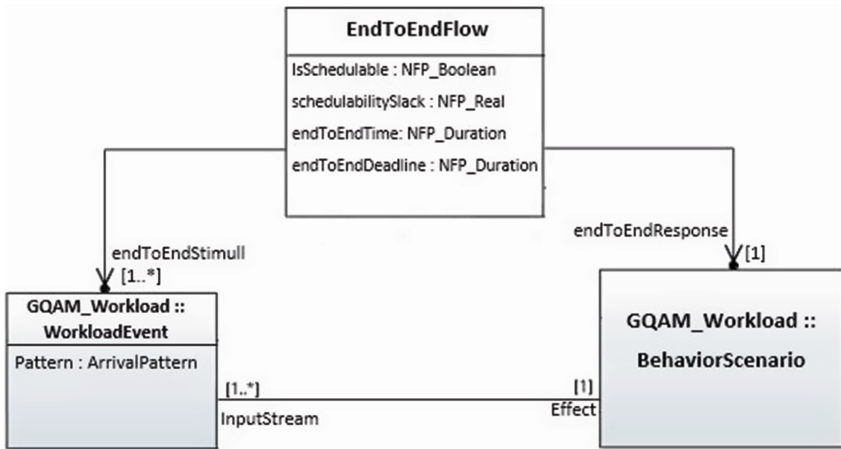 EndToEndFlow
IsSchedulable : NFP_Boolean
schedulabilitySlack : NFP_Real
endToEndTime: NFP_Duration
endToEndDeadline : NFP_Duration
endToEndStimull
[1..*]
endToEndResponse
[1]
GQAM_Workload ::
WorkloadEvent
Pattern : ArrivalPattern
GQAM_Workload ::
BehaviorScenario
[1..*]
InputStream
[1]
Effect